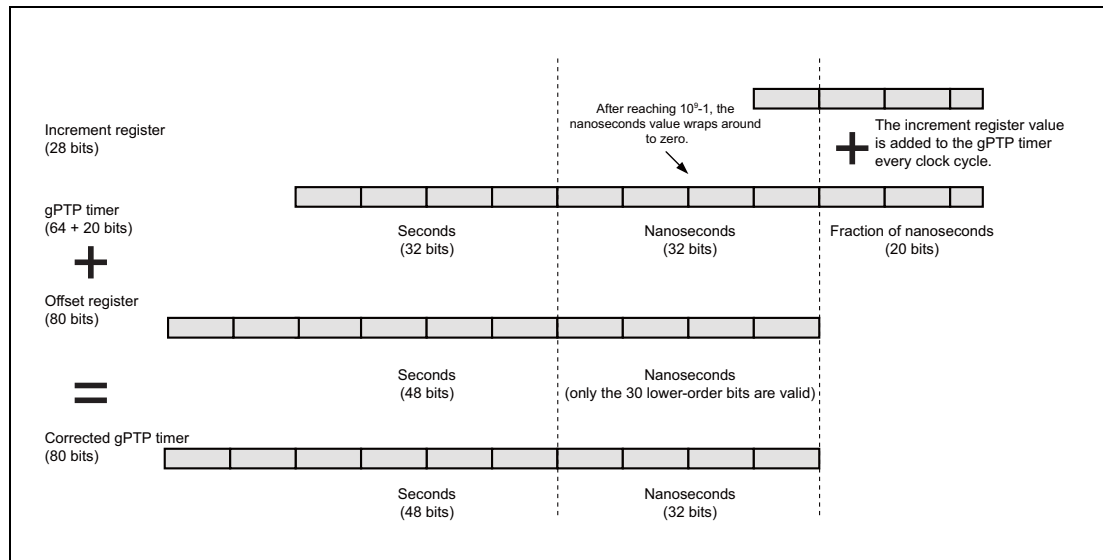 After reaching 10⁹-1, the
nanoseconds value wraps around
to zero.
Increment register
(28 bits)
+
The increment register value
is added to the gPTP timer
every clock cycle.
gPTP timer
(64 + 20 bits)
Seconds
(32 bits)
Nanoseconds
(32 bits)
Fraction of nanoseconds
(20 bits)
+
Offset register
(80 bits)
Seconds
(48 bits)
Nanoseconds
(only the 30 lower-order bits are valid)
=
Corrected gPTP timer
(80 bits)
Seconds
(48 bits)
Nanoseconds
(32 bits)